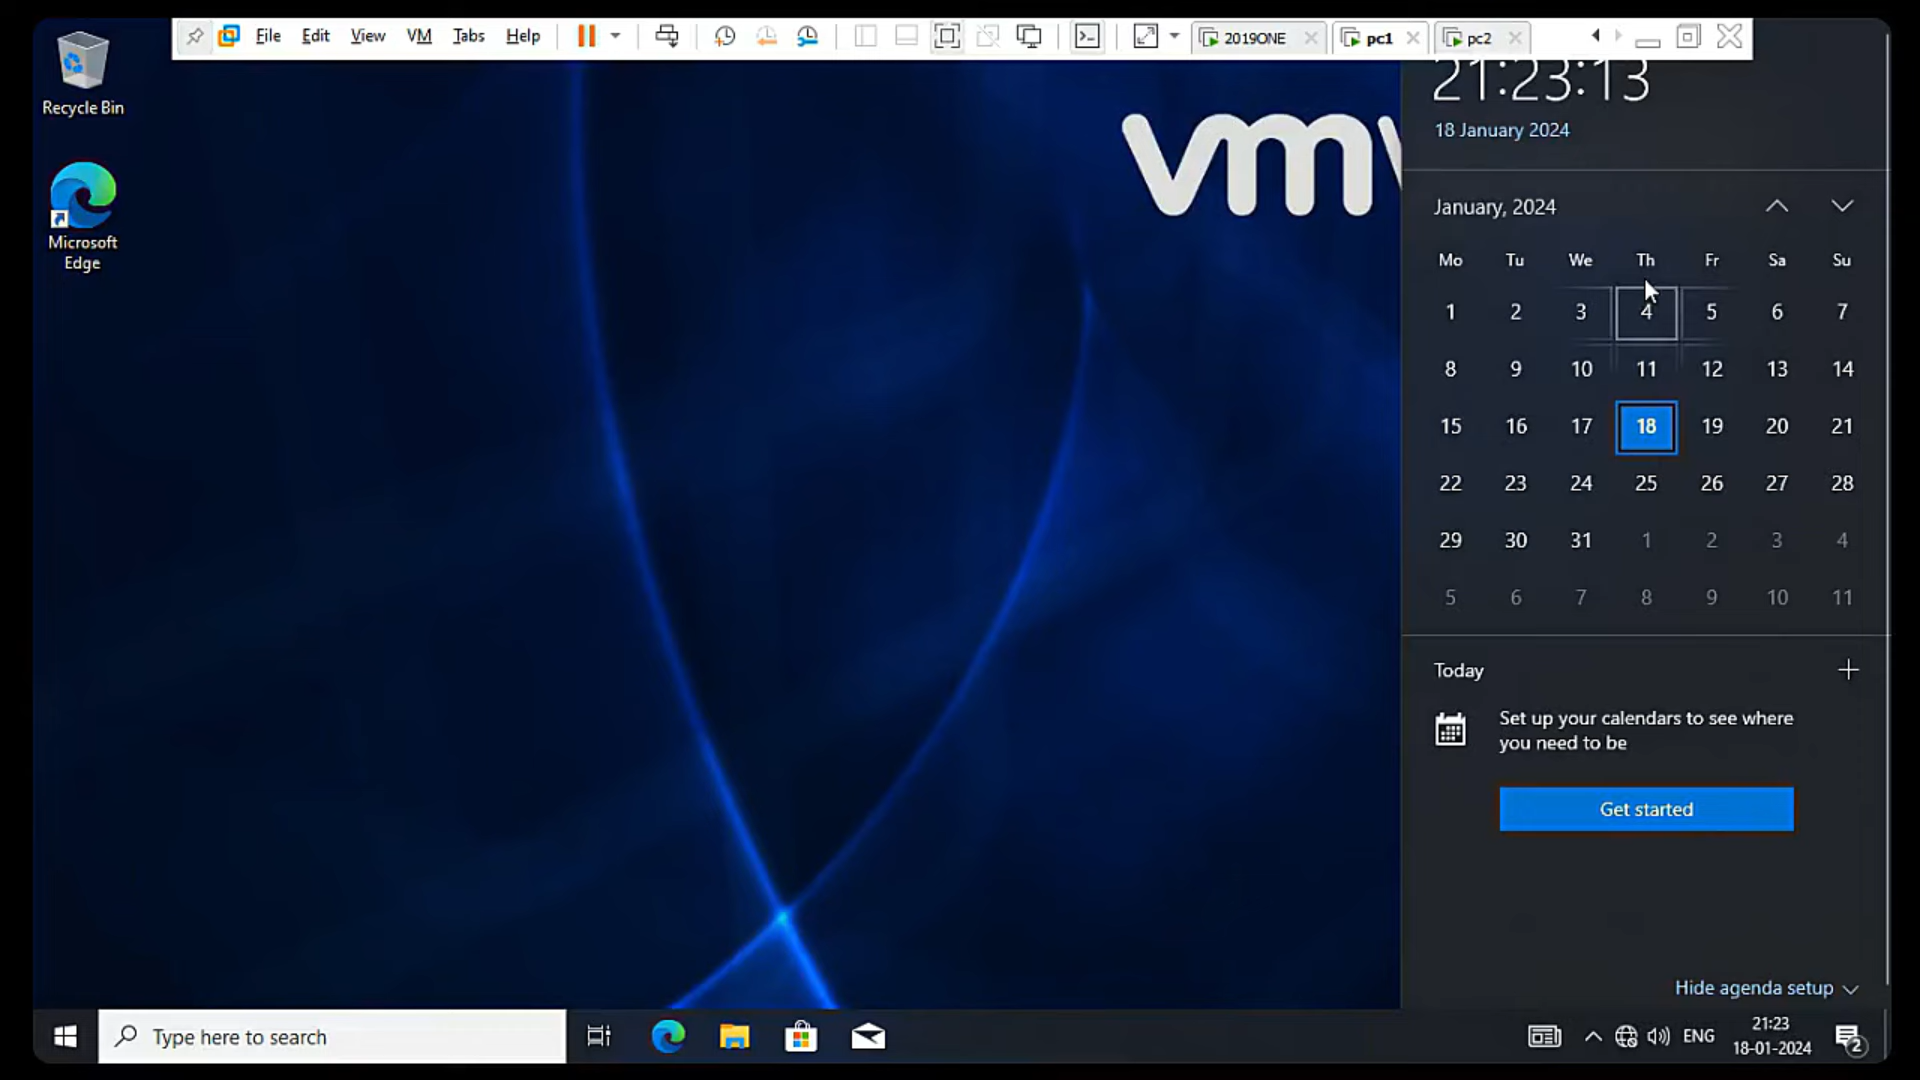 File Edit View VM Tabs Help 2019ONE pc1 pc2
Recycle Bin
Microsoft
Edge
vm
21:23:13
18 January 2024
January, 2024
Mo Tu We Th Fr Sa Su
1 2 3 4 5 6 7
8 9 10 11 12 13 14
15 16 17 18 19 20 21
22 23 24 25 26 27 28
29 30 31 1 2 3 4
5 6 7 8 9 10 11
Today
Set up your calendars to see where
you need to be
Get started
Hide agenda setup
Type here to search
ENG
21:23
18-01-2024
2